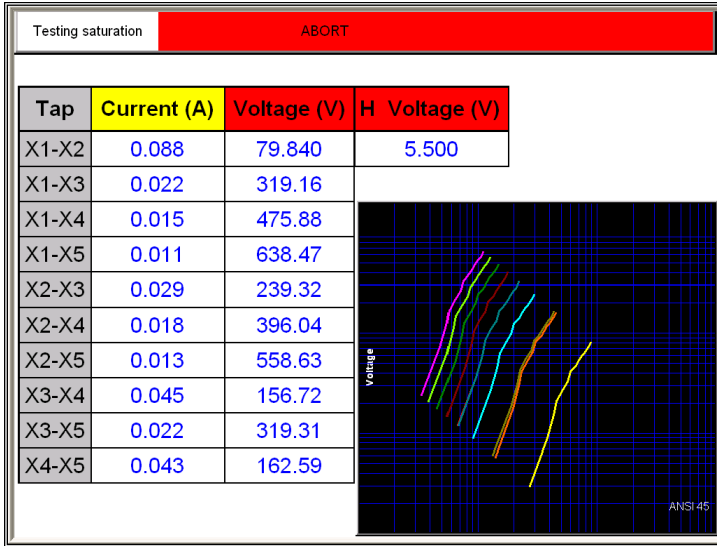 Testing saturation ABORT
Tap Current (A) Voltage (V) H Voltage (V)
X1-X2 0.088 79.840 5.500
X1-X3 0.022 319.16
X1-X4 0.015 475.88
X1-X5 0.011 638.47
X2-X3 0.029 239.32
X2-X4 0.018 396.04
X2-X5 0.013 558.63
X3-X4 0.045 156.72
X3-X5 0.022 319.31
X4-X5 0.043 162.59
Voltage
ANSI 45